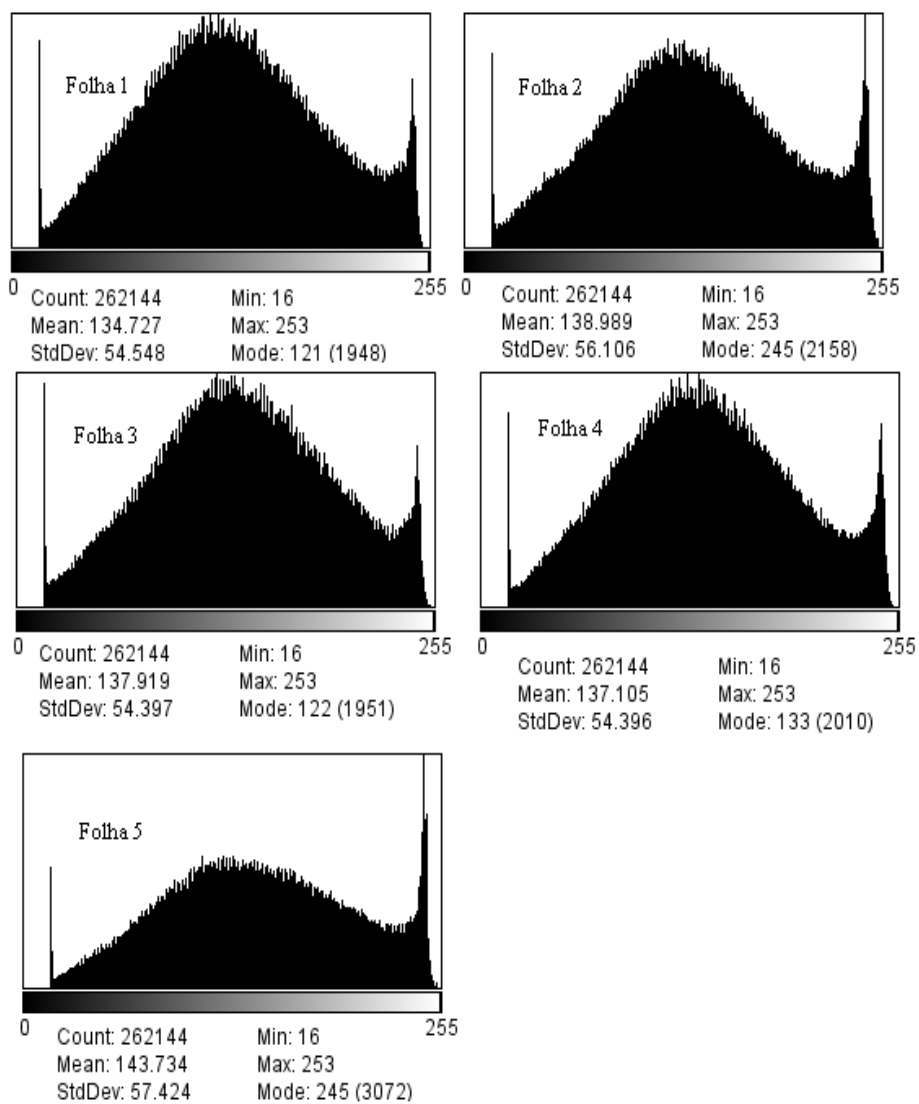 Folha 1
0 255
Count: 262144 Min: 16
Mean: 134.727 Max: 253
StdDev: 54.548 Mode: 121 (1948)
Folha 2
0 255
Count: 262144 Min: 16
Mean: 138.989 Max: 253
StdDev: 56.106 Mode: 245 (2158)
Folha 3
0 255
Count: 262144 Min: 16
Mean: 137.919 Max: 253
StdDev: 54.397 Mode: 122 (1951)
Folha 4
0 255
Count: 262144 Min: 16
Mean: 137.105 Max: 253
StdDev: 54.396 Mode: 133 (2010)
Folha 5
0 255
Count: 262144 Min: 16
Mean: 143.734 Max: 253
StdDev: 57.424 Mode: 245 (3072)